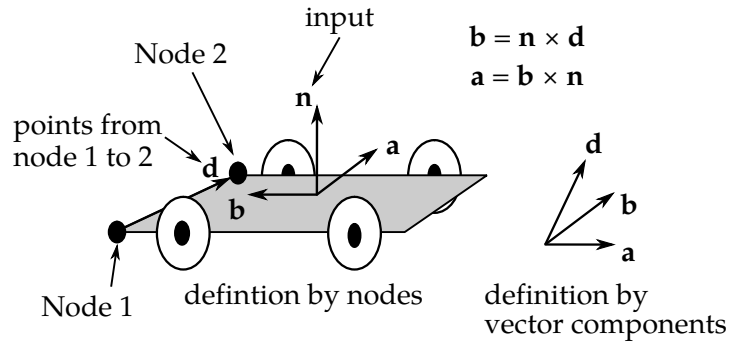 input
b = n × d
Node 2
a = b × n
n
points from
node 1 to 2
a
d
d
b
b
a
Node 1
defintion by nodes
definition by
vector components